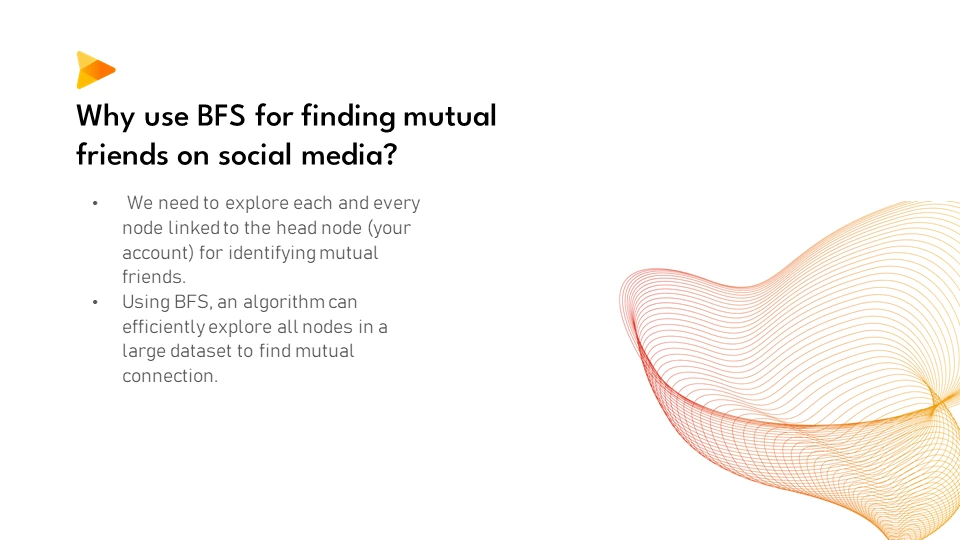 Why use BFS for finding mutual
friends on social media?
• We need to explore each and every
node linked to the head node (your
account) for identifying mutual
friends.
• Using BFS, an algorithm can
efficiently explore all nodes in a
large dataset to find mutual
connection.